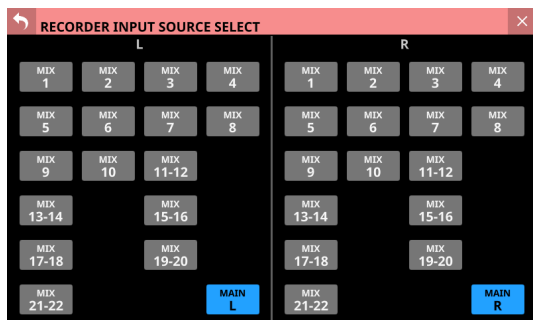 RECORDER INPUT SOURCE SELECT
L
MIX 1
MIX 2
MIX 3
MIX 4
MIX 5
MIX 6
MIX 7
MIX 8
MIX 9
MIX 10
MIX 11-12
MIX 13-14
MIX 15-16
MIX 17-18
MIX 19-20
MIX 21-22
MAIN L
R
MIX 1
MIX 2
MIX 3
MIX 4
MIX 5
MIX 6
MIX 7
MIX 8
MIX 9
MIX 10
MIX 11-12
MIX 13-14
MIX 15-16
MIX 17-18
MIX 19-20
MIX 21-22
MAIN R